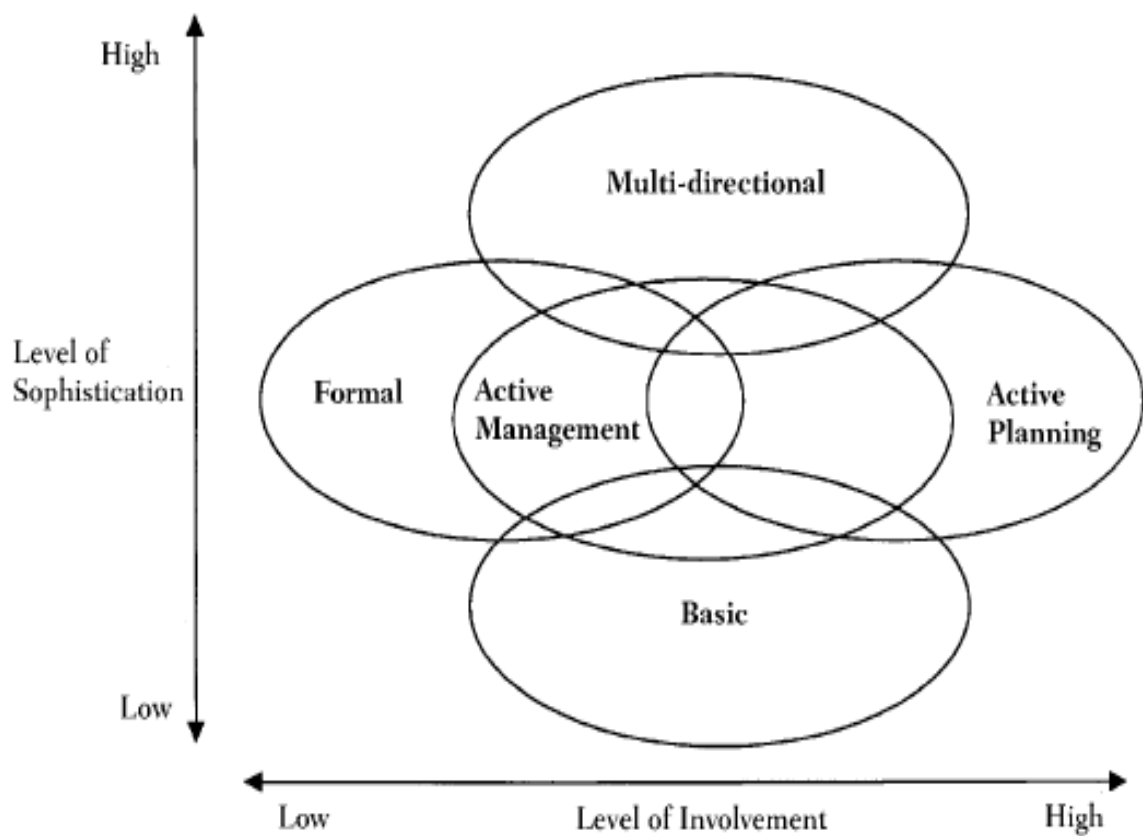 High
Multi-directional
Level of
Sophistication
Formal
Active
Management
Active
Planning
Basic
Low
Low
Level of Involvement
High